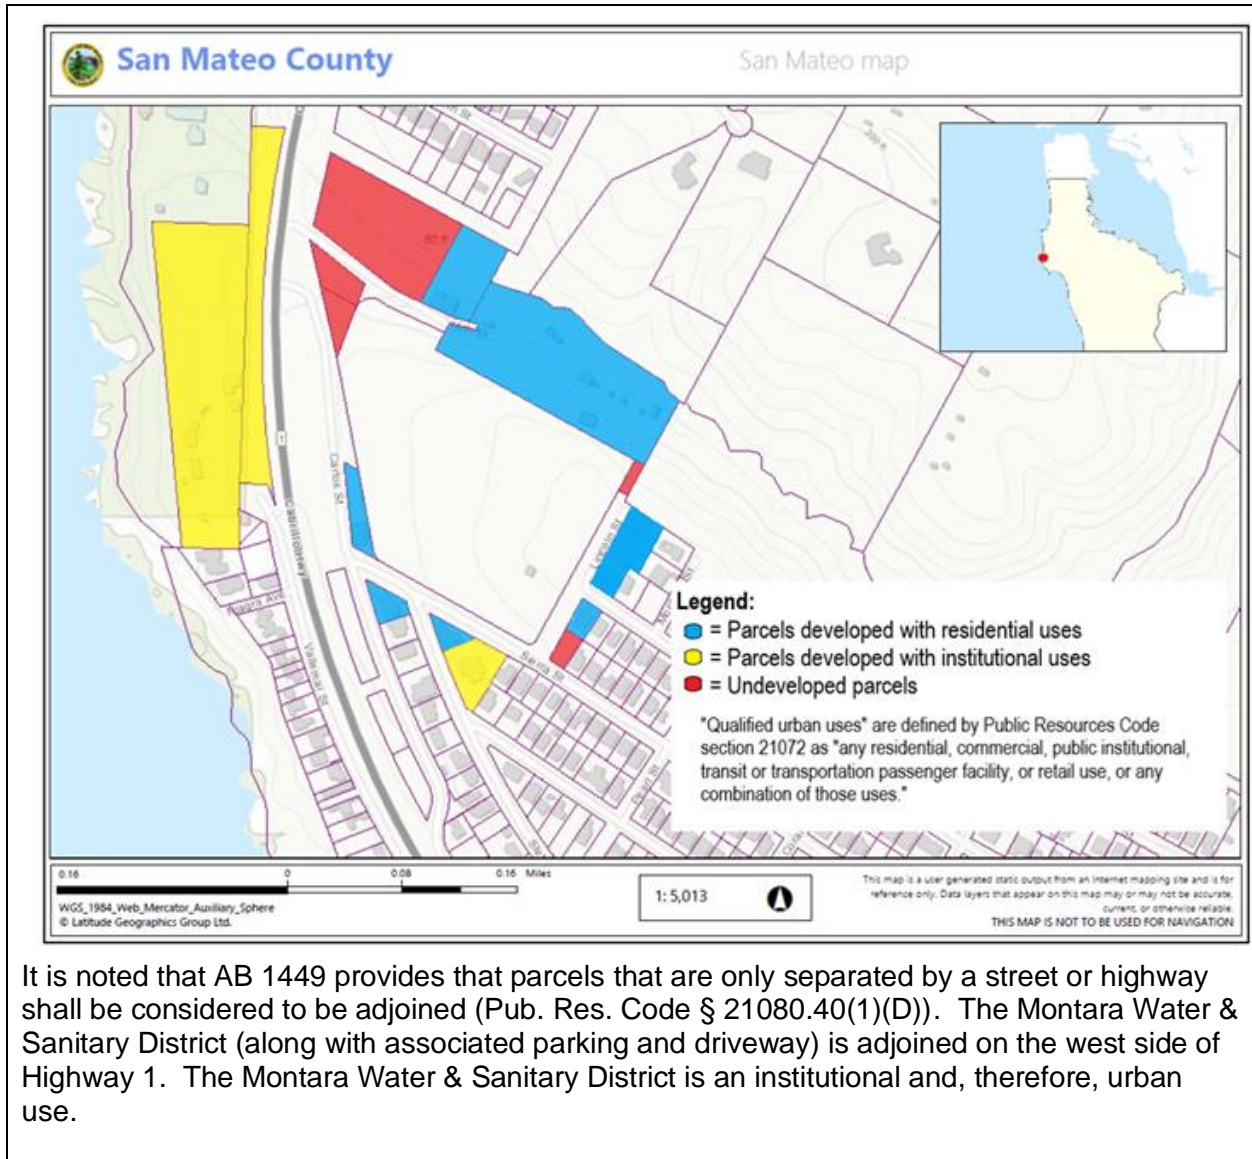 San Mateo County
San Mateo map
Carlos St
Cabrillo Hwy
1
Niagra Ave
Vallemar St
Lincoln St
Sierra St
200 ft
Legend:
= Parcels developed with residential uses
= Parcels developed with institutional uses
= Undeveloped parcels
"Qualified urban uses" are defined by Public Resources Code
section 21072 as "any residential, commercial, public institutional,
transit or transportation passenger facility, or retail use, or any
combination of those uses."
0.16 0 0.08 0.16 Miles
WGS_1984_Web_Mercator_Auxiliary_Sphere
© Latitude Geographics Group Ltd.
1: 5,013
This map is a user generated static output from an Internet mapping site and is for
reference only. Data layers that appear on this map may or may not be accurate,
current, or otherwise reliable.
THIS MAP IS NOT TO BE USED FOR NAVIGATION
It is noted that AB 1449 provides that parcels that are only separated by a street or highway
shall be considered to be adjoined (Pub. Res. Code § 21080.40(1)(D)). The Montara Water &
Sanitary District (along with associated parking and driveway) is adjoined on the west side of
Highway 1. The Montara Water & Sanitary District is an institutional and, therefore, urban
use.